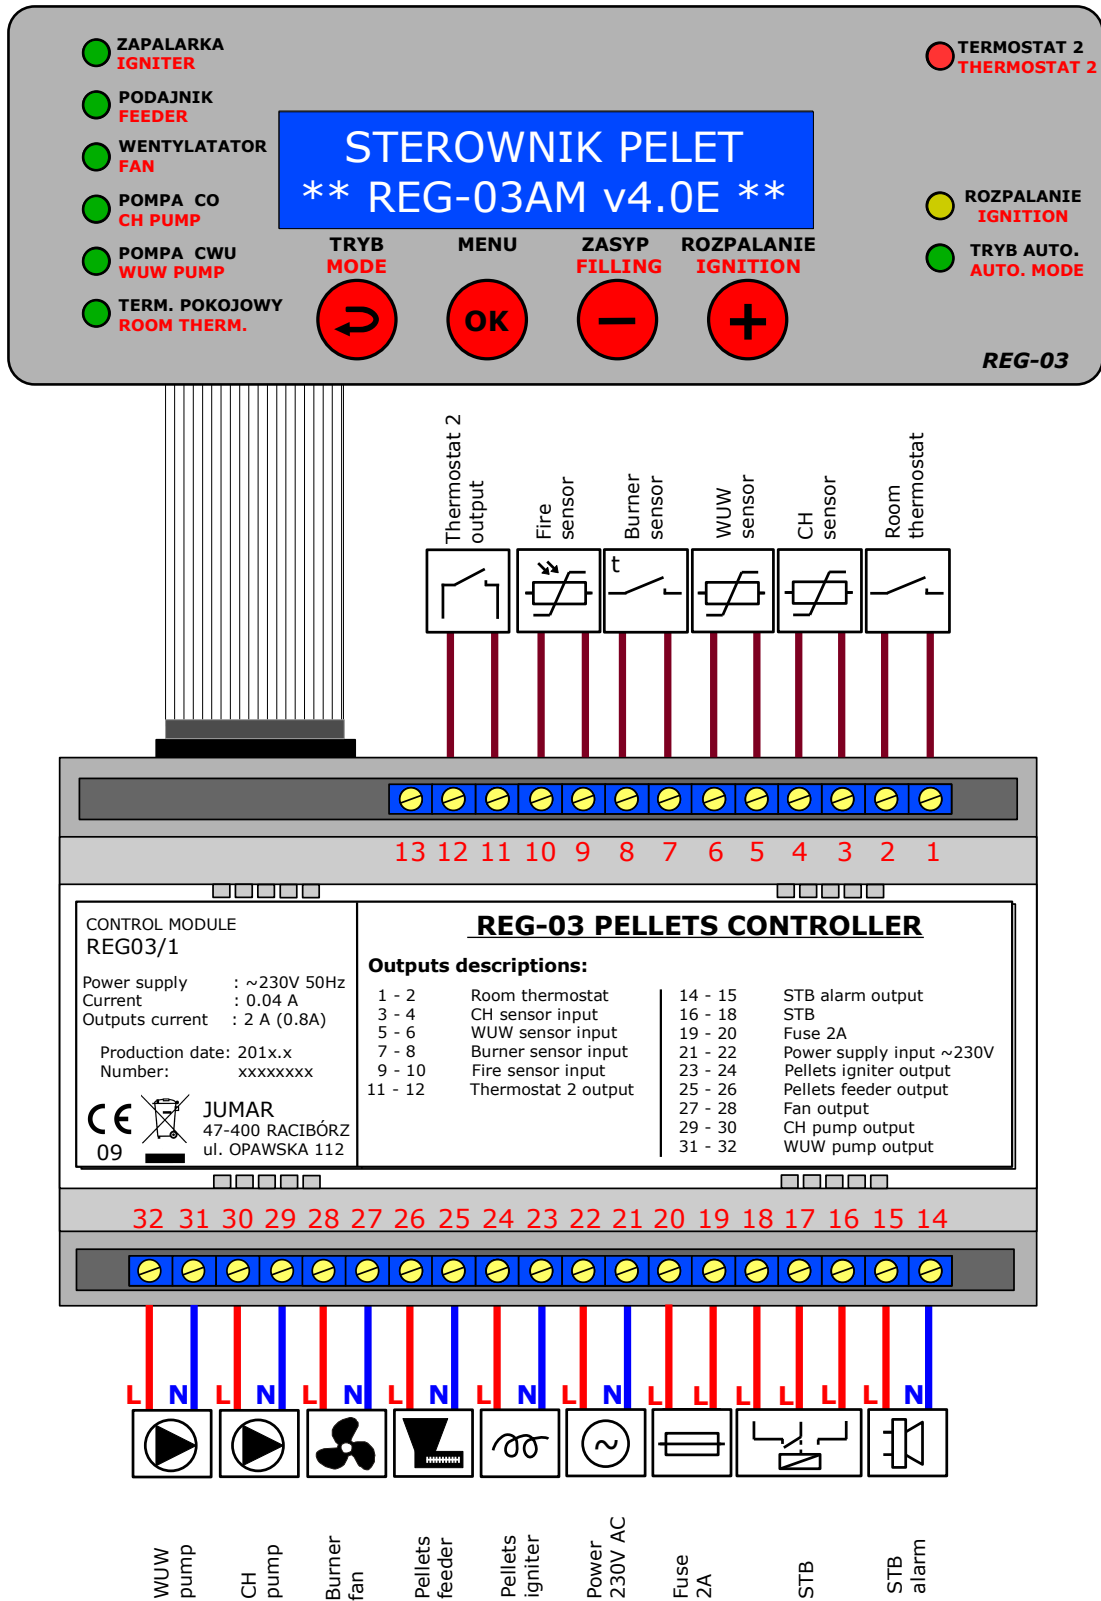 ZAPALARKA
IGNITER
PODAJNIK
FEEDER
WENTYLATATOR
FAN
POMPA  CO
CH PUMP
POMPA  CWU
WUW PUMP
TERM. POKOJOWY
ROOM THERM.
STEROWNIK PELET
** REG-03AM v4.0E **
TRYB
MODE
MENU
ZASYP
FILLING
ROZPALANIE
IGNITION
OK
TERMOSTAT 2
THERMOSTAT 2
ROZPALANIE
IGNITION
TRYB AUTO.
AUTO. MODE
REG-03
Thermostat 2
output
Fire
sensor
Burner
sensor
WUW
sensor
CH
sensor
Room
thermostat
t
13 12 11 10 9 8 7 6 5 4 3 2 1
CONTROL MODULE
REG03/1
Power supply : ~230V 50Hz
Current : 0.04 A
Outputs current : 2 A (0.8A)
Production date: 201x.x
Number: xxxxxxxx
CE
09
JUMAR
47-400 RACIBÓRZ
ul. OPAWSKA 112
REG-03 PELLETS CONTROLLER
Outputs descriptions:
1 - 2 Room thermostat
3 - 4 CH sensor input
5 - 6 WUW sensor input
7 - 8 Burner sensor input
9 - 10 Fire sensor input
11 - 12 Thermostat 2 output
14 - 15 STB alarm output
16 - 18 STB
19 - 20 Fuse 2A
21 - 22 Power supply input ~230V
23 - 24 Pellets igniter output
25 - 26 Pellets feeder output
27 - 28 Fan output
29 - 30 CH pump output
31 - 32 WUW pump output
32 31 30 29 28 27 26 25 24 23 22 21 20 19 18 17 16 15 14
L N L N L N L N L N L N L L L L L L N
WUW
pump
CH
pump
Burner
fan
Pellets
feeder
Pellets
igniter
Power
230V AC
Fuse
2A
STB
STB
alarm